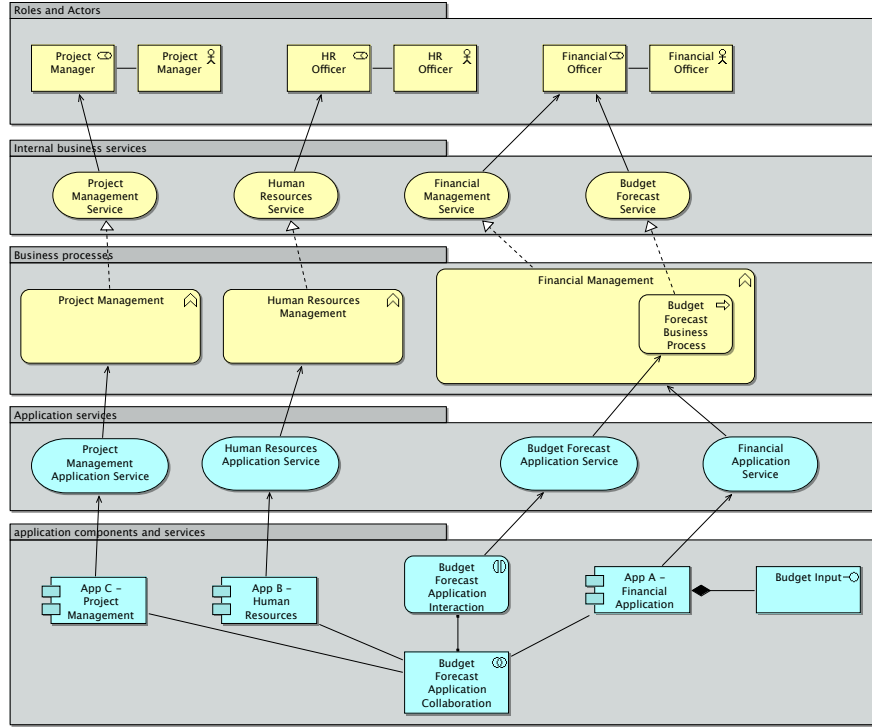 Roles and Actors
Project
Manager
Project
Manager
HR
Officer
HR
Officer
Financial
Officer
Financial
Officer
Internal business services
Project
Management
Service
Human
Resources
Service
Financial
Management
Service
Budget
Forecast
Service
Business processes
Project Management
Human Resources
Management
Financial Management
Budget
Forecast
Business
Process
Application services
Project
Management
Application Service
Human Resources
Application Service
Budget Forecast
Application Service
Financial
Application
Service
application components and services
App C –
Project
Management
App B –
Human
Resources
Budget
Forecast
Application
Interaction
App A –
Financial
Application
Budget Input
Budget
Forecast
Application
Collaboration